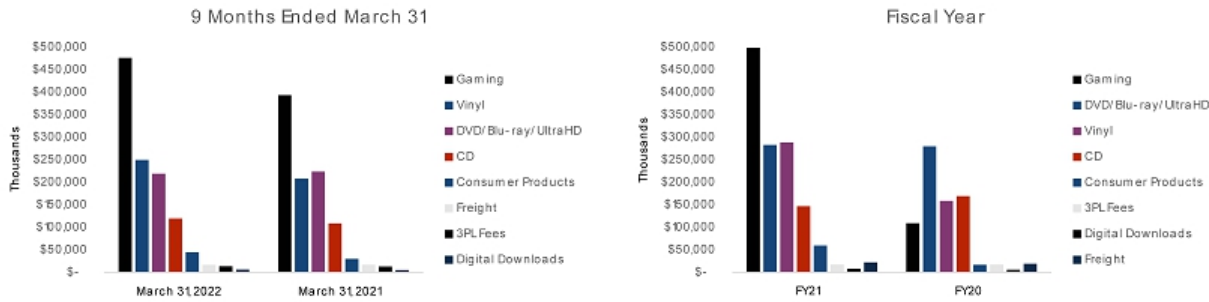 9 Months Ended March 31
$500,000
$450,000
$400,000
$350,000
$300,000
$250,000
$200,000
$150,000
$100,000
$50,000
$-
Thousands
March 31,2022
March 31,2021
Gaming
Vinyl
DVD/Blu-ray/UltraHD
CD
Consumer Products
Freight
3PLFees
Digital Downloads
Fiscal Year
$500,000
$450,000
$400,000
$350,000
$300,000
$250,000
$200,000
$150,000
$100,000
$50,000
$-
Thousands
FY21
FY20
Gaming
DVD/Blu-ray/UltraHD
Vinyl
CD
Consumer Products
3PLFees
Digital Downloads
Freight